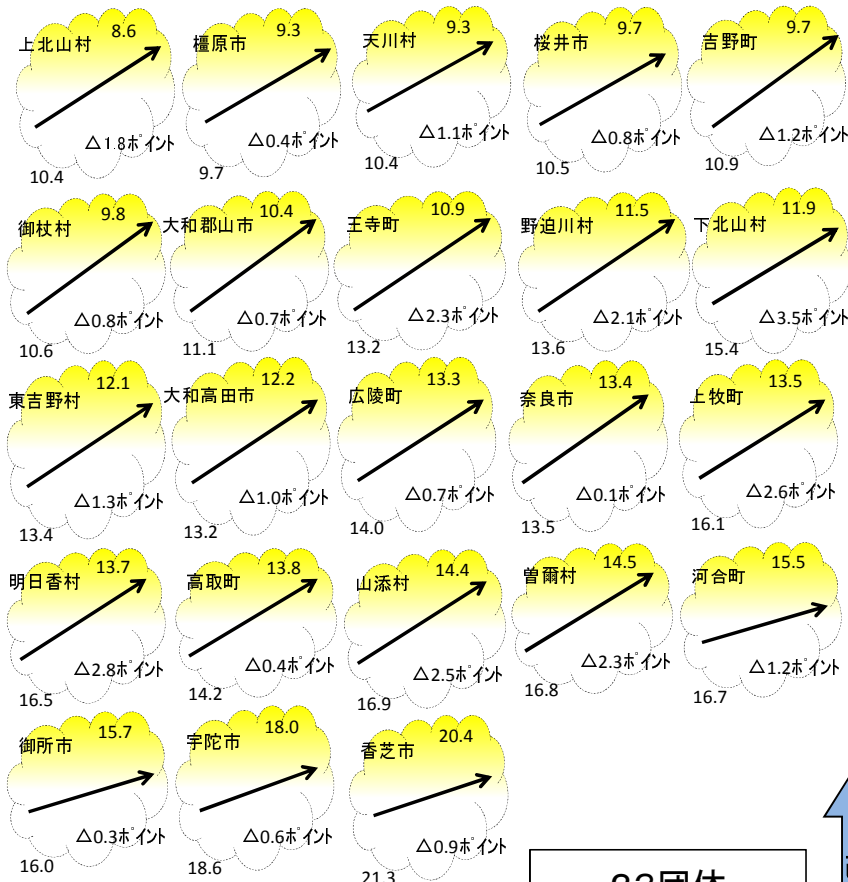 上北山村 8.6
△1.8ﾎﾟｲﾝﾄ
10.4
橿原市 9.3
△0.4ﾎﾟｲﾝﾄ
9.7
天川村 9.3
△1.1ﾎﾟｲﾝﾄ
10.4
桜井市 9.7
△0.8ﾎﾟｲﾝﾄ
10.5
吉野町 9.7
△1.2ﾎﾟｲﾝﾄ
10.9
御杖村 9.8
△0.8ﾎﾟｲﾝﾄ
10.6
大和郡山市 10.4
△0.7ﾎﾟｲﾝﾄ
11.1
王寺町 10.9
△2.3ﾎﾟｲﾝﾄ
13.2
野迫川村 11.5
△2.1ﾎﾟｲﾝﾄ
13.6
下北山村 11.9
△3.5ﾎﾟｲﾝﾄ
15.4
東吉野村 12.1
△1.3ﾎﾟｲﾝﾄ
13.4
大和高田市 12.2
△1.0ﾎﾟｲﾝﾄ
13.2
広陵町 13.3
△0.7ﾎﾟｲﾝﾄ
14.0
奈良市 13.4
△0.1ﾎﾟｲﾝﾄ
13.5
上牧町 13.5
△2.6ﾎﾟｲﾝﾄ
16.1
明日香村 13.7
△2.8ﾎﾟｲﾝﾄ
16.5
高取町 13.8
△0.4ﾎﾟｲﾝﾄ
14.2
山添村 14.4
△2.5ﾎﾟｲﾝﾄ
16.9
曽爾村 14.5
△2.3ﾎﾟｲﾝﾄ
16.8
河合町 15.5
△1.2ﾎﾟｲﾝﾄ
16.7
御所市 15.7
△0.3ﾎﾟｲﾝﾄ
16.0
宇陀市 18.0
△0.6ﾎﾟｲﾝﾄ
18.6
香芝市 20.4
△0.9ﾎﾟｲﾝﾄ
21.3
23団体